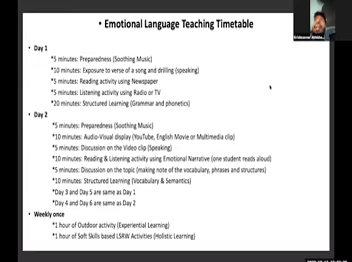 • Emotional Language Teaching Timetable
• Day 1
*5 minutes: Preparedness (Soothing Music)
*10 minutes: Exposure to verse of a song and drilling (speaking)
*5 minutes: Reading activity using Newspaper
*5 minutes: Listening activity using Radio or TV
*20 minutes: Structured Learning (Grammar and phonetics)
• Day 2
*5 minutes: Preparedness (Soothing Music)
*10 minutes: Audio-Visual display (YouTube, English Movie or Multimedia clip)
*5 minutes: Discussion on the Video clip (Speaking)
*10 minutes: Reading & Listening activity using Emotional Narrative (one student reads aloud)
*5 minutes: Discussion on the topic (making note of the vocabulary, phrases and structures)
*10 minutes: Structured Learning (Vocabulary & Semantics)
*Day 3 and Day 5 are same as Day 1
*Day 4 and Day 6 are same as Day 2
• Weekly once
*1 hour of Outdoor activity (Experiential Learning)
*1 hour of Soft Skills based LSRW Activities (Holistic Learning)